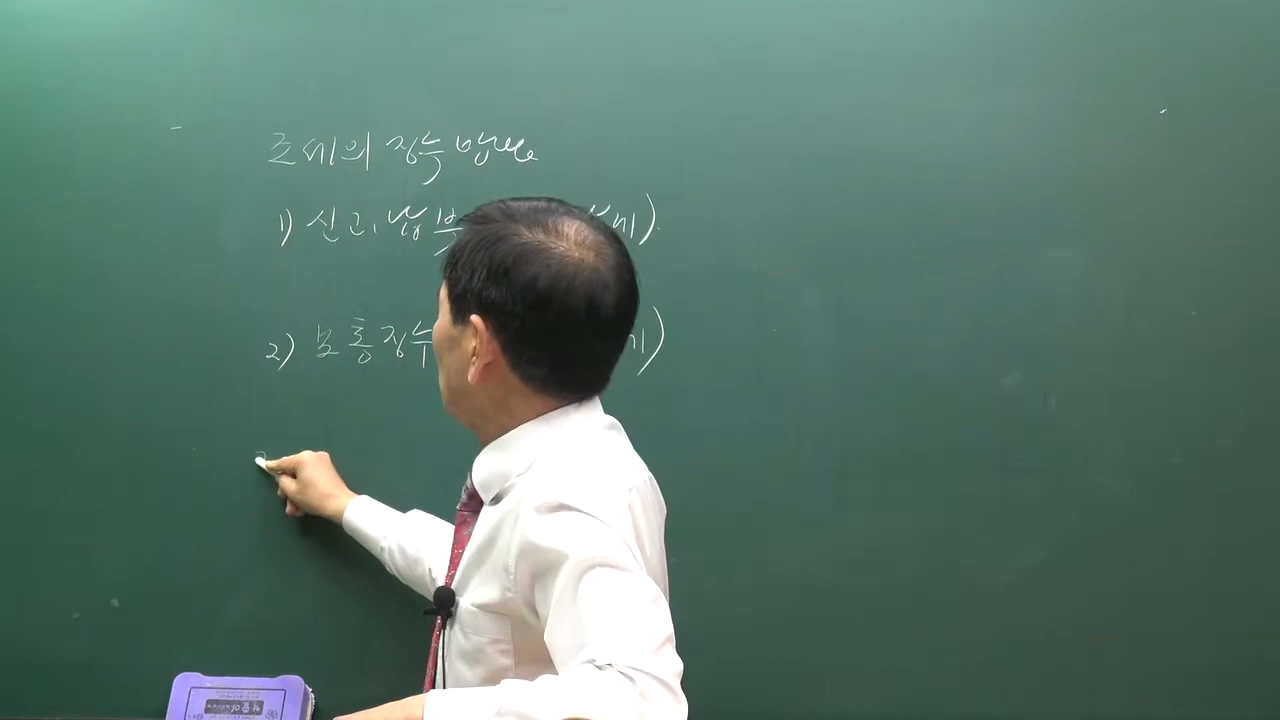 조세의 징수 방법
1) 신고납부 세).
2) 보통징수 )